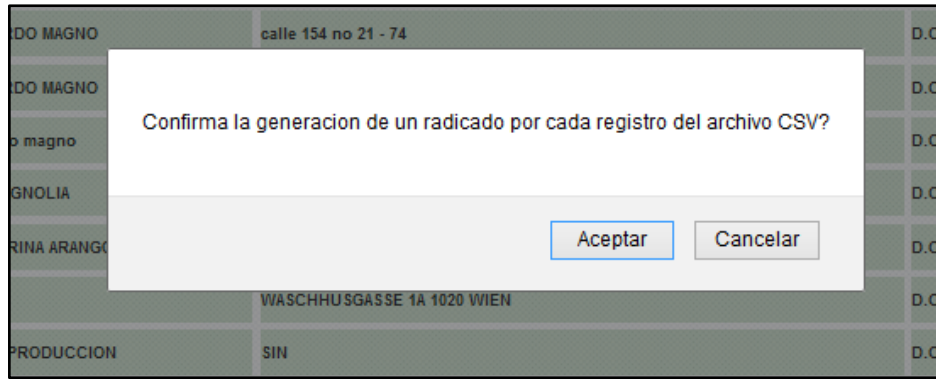 RDO MAGNO calle 154 no 21 - 74 D.C
RDO MAGNO D.C
Confirma la generacion de un radicado por cada registro del archivo CSV?
o magno D.C
GNOLIA D.C
Aceptar Cancelar
RINA ARANGO D.C
WASCHHUSGASSE 1A 1020 WIEN D.C
PRODUCCION SIN D.C